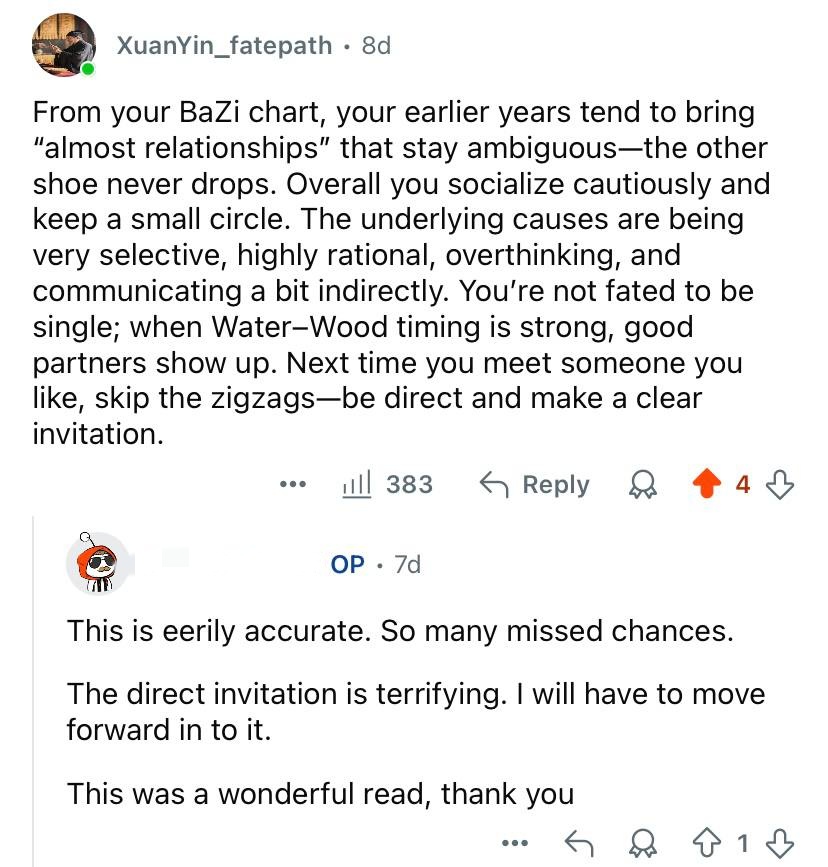 XuanYin_fatepath • 8d
From your BaZi chart, your earlier years tend to bring
“almost relationships” that stay ambiguous—the other
shoe never drops. Overall you socialize cautiously and
keep a small circle. The underlying causes are being
very selective, highly rational, overthinking, and
communicating a bit indirectly. You’re not fated to be
single; when Water–Wood timing is strong, good
partners show up. Next time you meet someone you
like, skip the zigzags—be direct and make a clear
invitation.
383 Reply 4
OP • 7d
This is eerily accurate. So many missed chances.
The direct invitation is terrifying. I will have to move
forward in to it.
This was a wonderful read, thank you
1